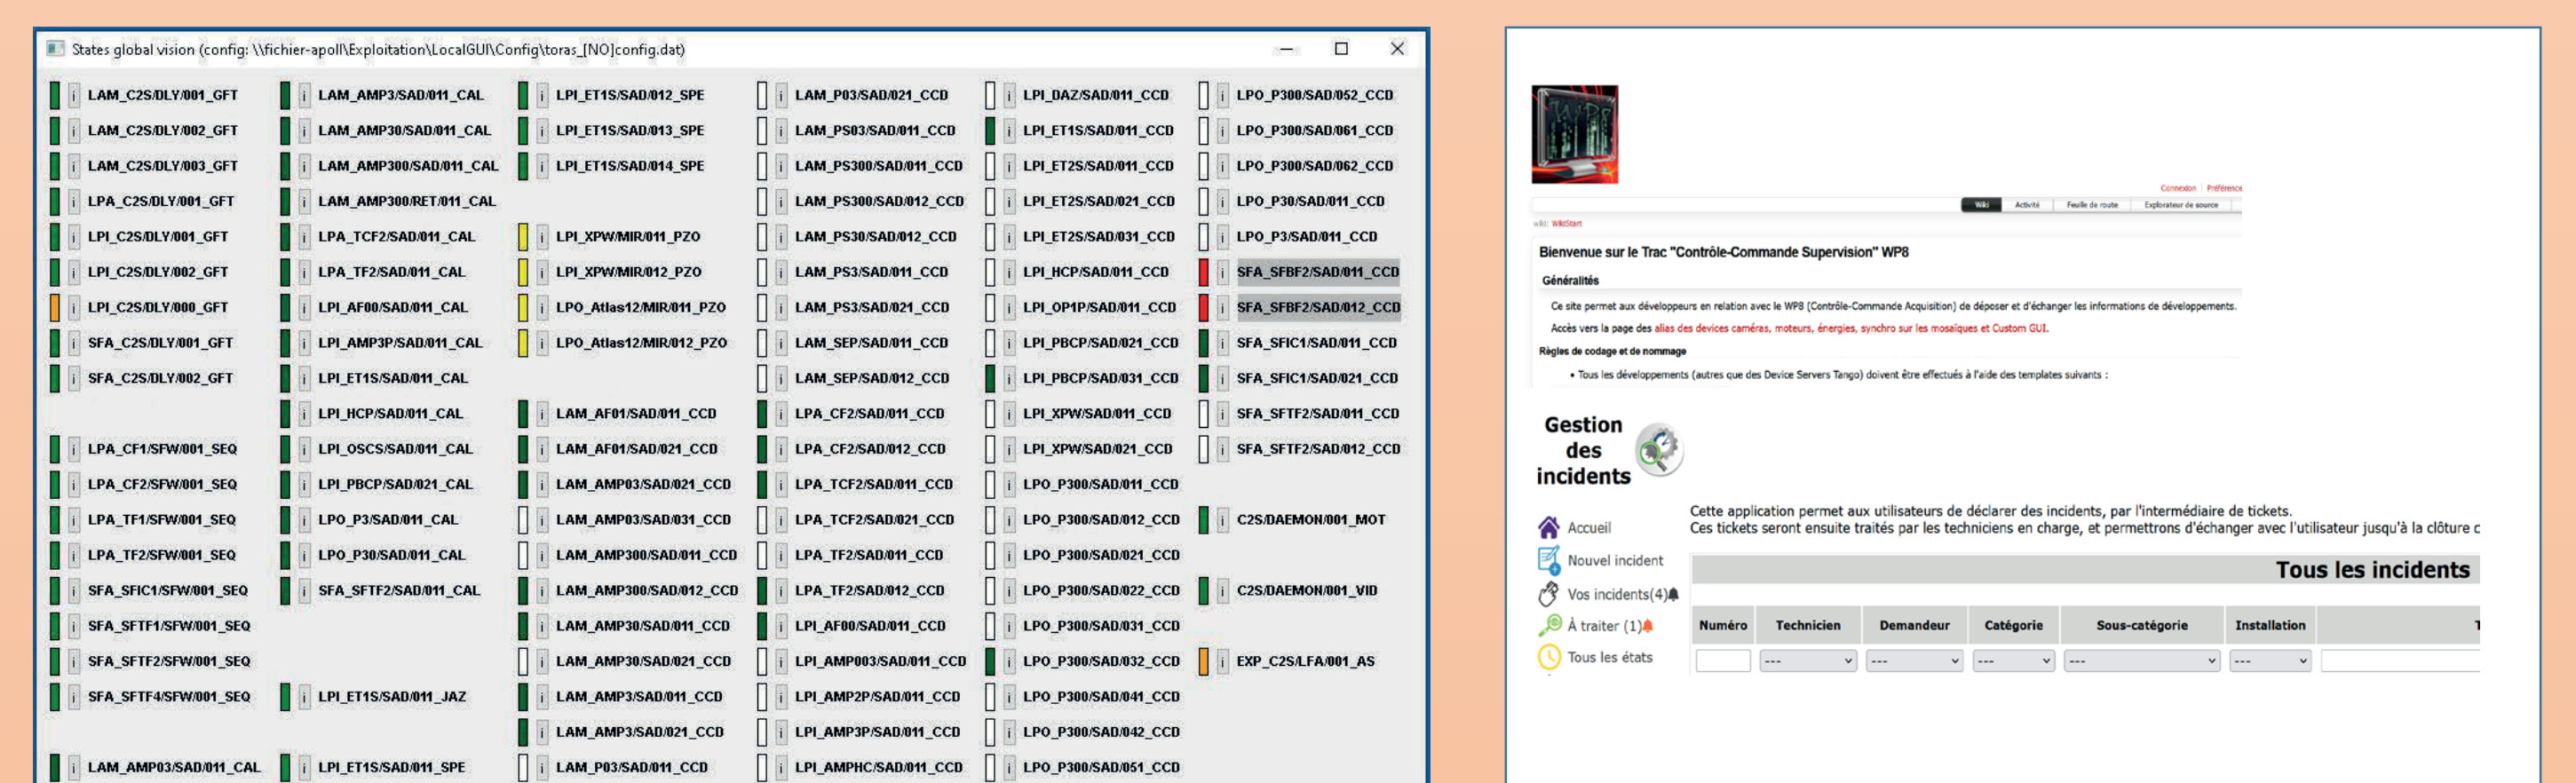 States global vision (config: \\fichier-apoll\Exploitation\LocalGUI\Config\toras_[NO]config.dat)
i LAM_C2S/DLY/001_GFT
i LAM_C2S/DLY/002_GFT
i LAM_C2S/DLY/003_GFT
i LPA_C2S/DLY/001_GFT
i LPI_C2S/DLY/001_GFT
i LPI_C2S/DLY/002_GFT
i LPI_C2S/DLY/000_GFT
i SFA_C2S/DLY/001_GFT
i SFA_C2S/DLY/002_GFT
i LPA_CF1/SFW/001_SEQ
i LPA_CF2/SFW/001_SEQ
i LPA_TF1/SFW/001_SEQ
i LPA_TF2/SFW/001_SEQ
i SFA_SFIC1/SFW/001_SEQ
i SFA_SFTF1/SFW/001_SEQ
i SFA_SFTF2/SFW/001_SEQ
i SFA_SFTF4/SFW/001_SEQ
i LAM_AMP03/SAD/011_CAL
i LAM_AMP3/SAD/011_CAL
i LAM_AMP30/SAD/011_CAL
i LAM_AMP300/SAD/011_CAL
i LAM_AMP300/RET/011_CAL
i LPA_TCF2/SAD/011_CAL
i LPA_TF2/SAD/011_CAL
i LPI_AF00/SAD/011_CAL
i LPI_AMP3P/SAD/011_CAL
i LPI_ET1S/SAD/011_CAL
i LPI_HCP/SAD/011_CAL
i LPI_OSCS/SAD/011_CAL
i LPI_PBCP/SAD/021_CAL
i LPO_P3/SAD/011_CAL
i LPO_P30/SAD/011_CAL
i SFA_SFTF2/SAD/011_CAL
i LPI_ET1S/SAD/011_JAZ
i LPI_ET1S/SAD/011_SPE
i LPI_ET1S/SAD/012_SPE
i LPI_ET1S/SAD/013_SPE
i LPI_ET1S/SAD/014_SPE
i LPI_XPW/MIR/011_PZO
i LPI_XPW/MIR/012_PZO
i LPO_Atlas12/MIR/011_PZO
i LPO_Atlas12/MIR/012_PZO
i LAM_AF01/SAD/011_CCD
i LAM_AF01/SAD/021_CCD
i LAM_AMP03/SAD/021_CCD
i LAM_AMP03/SAD/031_CCD
i LAM_AMP300/SAD/011_CCD
i LAM_AMP300/SAD/012_CCD
i LAM_AMP30/SAD/011_CCD
i LAM_AMP30/SAD/021_CCD
i LAM_AMP3/SAD/011_CCD
i LAM_AMP3/SAD/021_CCD
i LAM_P03/SAD/011_CCD
i LAM_P03/SAD/021_CCD
i LAM_PS03/SAD/011_CCD
i LAM_PS300/SAD/011_CCD
i LAM_PS300/SAD/012_CCD
i LAM_PS30/SAD/012_CCD
i LAM_PS3/SAD/011_CCD
i LAM_PS3/SAD/021_CCD
i LAM_SEP/SAD/011_CCD
i LAM_SEP/SAD/012_CCD
i LPA_CF2/SAD/011_CCD
i LPA_CF2/SAD/012_CCD
i LPA_TCF2/SAD/011_CCD
i LPA_TCF2/SAD/021_CCD
i LPA_TF2/SAD/011_CCD
i LPA_TF2/SAD/012_CCD
i LPI_AF00/SAD/011_CCD
i LPI_AMP003/SAD/011_CCD
i LPI_AMP2P/SAD/011_CCD
i LPI_AMP3P/SAD/011_CCD
i LPI_AMPHC/SAD/011_CCD
i LPI_DAZ/SAD/011_CCD
i LPI_ET1S/SAD/011_CCD
i LPI_ET2S/SAD/011_CCD
i LPI_ET2S/SAD/021_CCD
i LPI_ET2S/SAD/031_CCD
i LPI_HCP/SAD/011_CCD
i LPI_OP1P/SAD/011_CCD
i LPI_PBCP/SAD/021_CCD
i LPI_PBCP/SAD/031_CCD
i LPI_XPW/SAD/011_CCD
i LPI_XPW/SAD/021_CCD
i LPO_P300/SAD/011_CCD
i LPO_P300/SAD/012_CCD
i LPO_P300/SAD/021_CCD
i LPO_P300/SAD/022_CCD
i LPO_P300/SAD/031_CCD
i LPO_P300/SAD/032_CCD
i LPO_P300/SAD/041_CCD
i LPO_P300/SAD/042_CCD
i LPO_P300/SAD/051_CCD
i LPO_P300/SAD/052_CCD
i LPO_P300/SAD/061_CCD
i LPO_P300/SAD/062_CCD
i LPO_P30/SAD/011_CCD
i LPO_P3/SAD/011_CCD
i SFA_SFBF2/SAD/011_CCD
i SFA_SFBF2/SAD/012_CCD
i SFA_SFIC1/SAD/011_CCD
i SFA_SFIC1/SAD/021_CCD
i SFA_SFTF2/SAD/011_CCD
i SFA_SFTF2/SAD/012_CCD
i C2S/DAEMON/001_MOT
i C2S/DAEMON/001_VID
i EXP_C2S/LFA/001_AS
WP8
Connexion Préférence
Wiki Activité Feuille de route Explorateur de source
wiki: WikiStart
Bienvenue sur le Trac "Contrôle-Commande Supervision" WP8
Généralités
Ce site permet aux développeurs en relation avec le WP8 (Contrôle-Commande Acquisition) de déposer et d'échanger les informations de développements.
Accès vers la page des alias des devices caméras, moteurs, énergies, synchro sur les mosaïques et Custom GUI.
Règles de codage et de nommage
• Tous les développements (autres que des Device Servers Tango) doivent être effectués à l'aide des templates suivants :
Gestion
des
incidents
Accueil
Nouvel incident
Vos incidents(4)
À traiter (1)
Tous les états
Cette application permet aux utilisateurs de déclarer des incidents, par l'intermédiaire de tickets.
Ces tickets seront ensuite traités par les techniciens en charge, et permettrons d'échanger avec l'utilisateur jusqu'à la clôture c
Tous les incidents
Numéro Technicien Demandeur Catégorie Sous-catégorie Installation T
--- --- --- --- ---